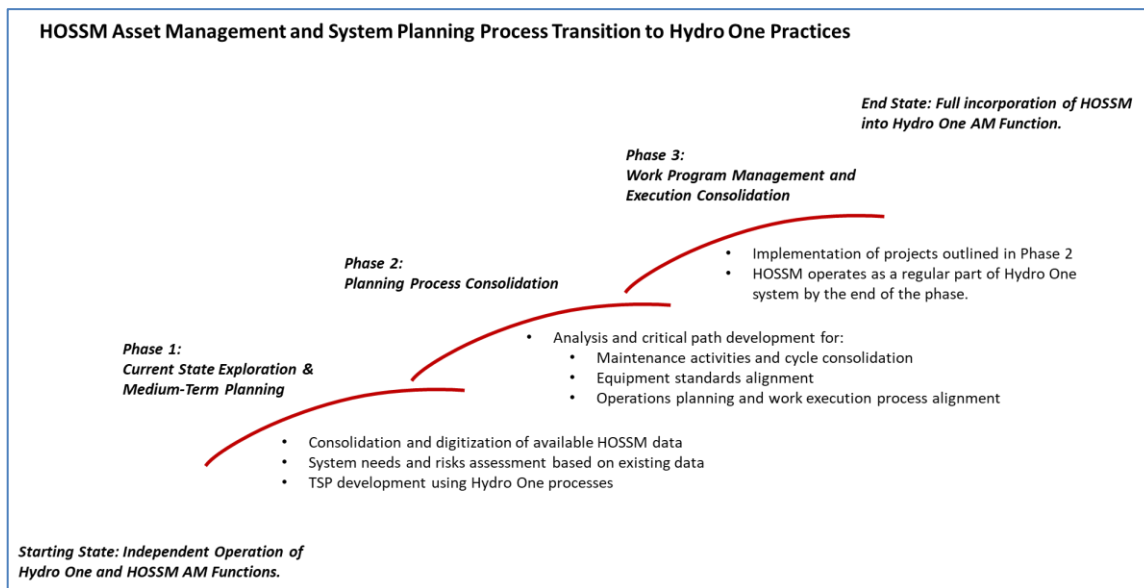 HOSSM Asset Management and System Planning Process Transition to Hydro One Practices
End State: Full incorporation of HOSSM
into Hydro One AM Function.
Phase 3:
Work Program Management and
Execution Consolidation
• Implementation of projects outlined in Phase 2
• HOSSM operates as a regular part of Hydro One
system by the end of the phase.
Phase 2:
Planning Process Consolidation
• Analysis and critical path development for:
• Maintenance activities and cycle consolidation
• Equipment standards alignment
• Operations planning and work execution process alignment
Phase 1:
Current State Exploration &
Medium-Term Planning
• Consolidation and digitization of available HOSSM data
• System needs and risks assessment based on existing data
• TSP development using Hydro One processes
Starting State: Independent Operation of
Hydro One and HOSSM AM Functions.